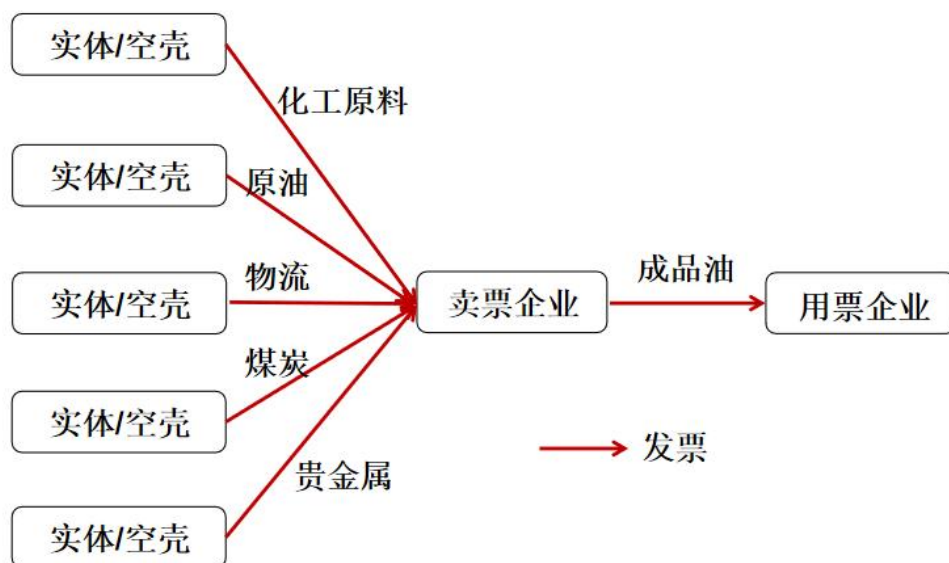 实体/空壳
化工原料
实体/空壳
原油
实体/空壳
物流
卖票企业
成品油
用票企业
煤炭
实体/空壳
发票
贵金属
实体/空壳